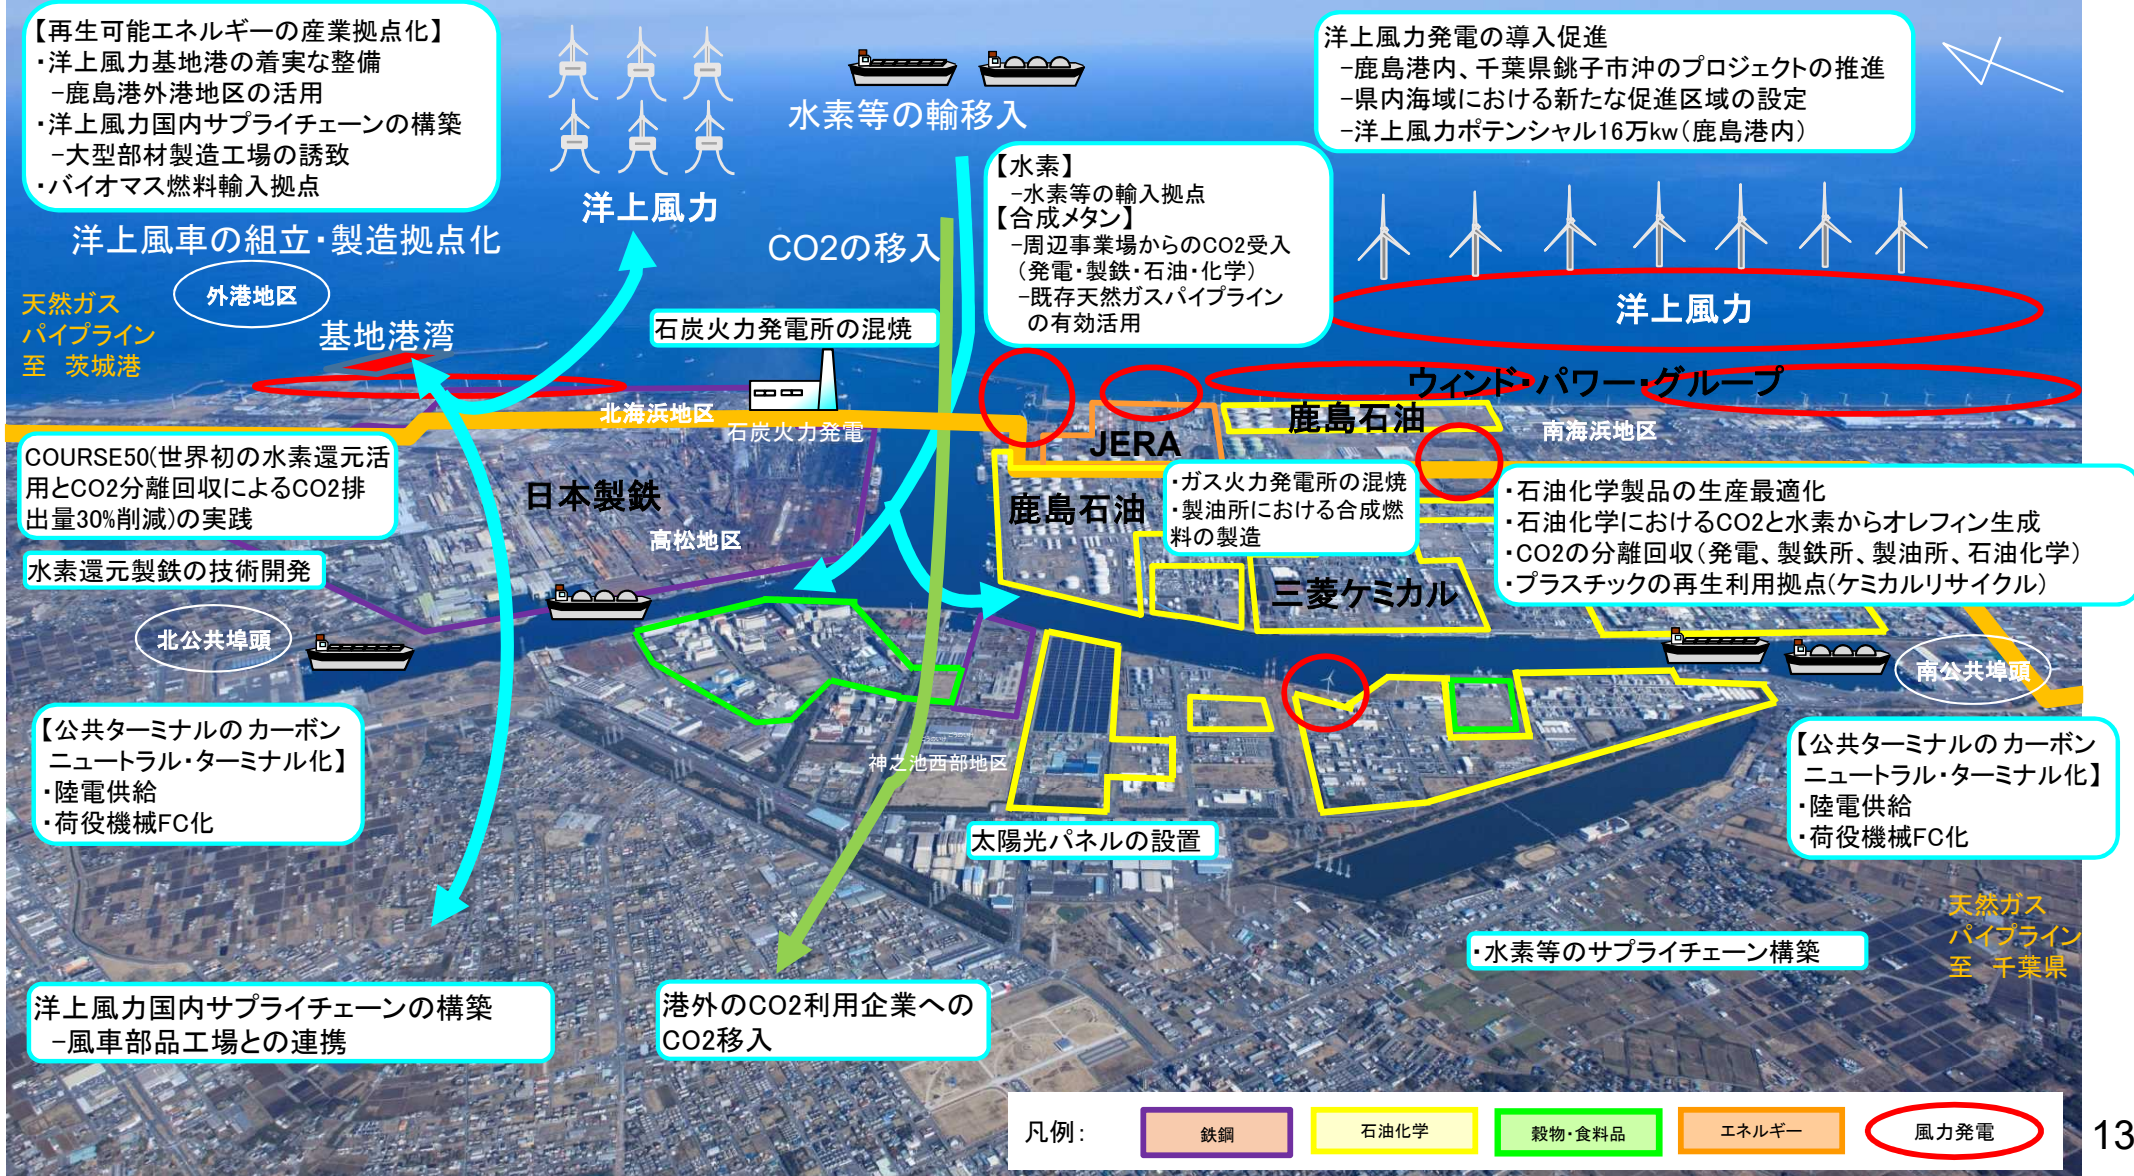 【再生可能エネルギーの産業拠点化】
・洋上風力基地港の着実な整備
−鹿島港外港地区の活用
・洋上風力国内サプライチェーンの構築
−大型部材製造工場の誘致
・バイオマス燃料輸入拠点
洋上風車の組立・製造拠点化
外港地区
天然ガス
パイプライン
至 茨城港
基地港湾
洋上風力
水素等の輸移入
CO2の移入
石炭火力発電所の混焼
【水素】
−水素等の輸入拠点
【合成メタン】
−周辺事業場からのCO2受入
（発電・製鉄・石油・化学）
−既存天然ガスパイプライン
の有効活用
洋上風力発電の導入促進
−鹿島港内、千葉県銚子市沖のプロジェクトの推進
−県内海域における新たな促進区域の設定
−洋上風力ポテンシャル16万kw（鹿島港内）
洋上風力
ウィンド・パワー・グループ
北海浜地区
石炭火力発電
JERA
鹿島石油
南海浜地区
COURSE50(世界初の水素還元活
用とCO2分離回収によるCO2排
出量30%削減)の実践
日本製鉄
高松地区
水素還元製鉄の技術開発
鹿島石油
・ガス火力発電所の混焼
・製油所における合成燃
料の製造
・石油化学製品の生産最適化
・石油化学におけるCO2と水素からオレフィン生成
・CO2の分離回収（発電、製鉄所、製油所、石油化学）
・プラスチックの再生利用拠点(ケミカルリサイクル)
三菱ケミカル
北公共埠頭
南公共埠頭
【公共ターミナルのカーボン
ニュートラル・ターミナル化】
・陸電供給
・荷役機械FC化
神之池西部地区
太陽光パネルの設置
【公共ターミナルのカーボン
ニュートラル・ターミナル化】
・陸電供給
・荷役機械FC化
天然ガス
パイプライン
至 千葉県
・水素等のサプライチェーン構築
洋上風力国内サプライチェーンの構築
−風車部品工場との連携
港外のCO2利用企業への
CO2移入
凡例： 鉄鋼 石油化学 穀物・食料品 エネルギー 風力発電
13